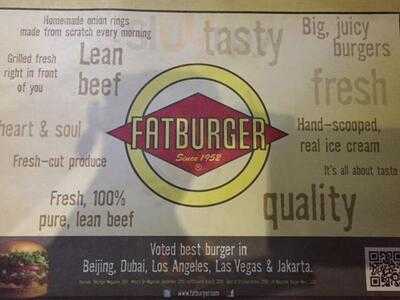 Homemade onion rings
made from scratch every morning
tasty
Big, juicy
burgers
Grilled fresh
right in front
of you
Lean
beef
fresh
heart & soul
FATBURGER
Since 1952
®
Hand-scooped,
real ice cream
Fresh-cut produce
It's all about taste
Fresh, 100%
pure, lean beef
quality
Voted best burger in
Beijing, Dubai, Los Angeles, Las Vegas & Jakarta.
www.fatburger.com